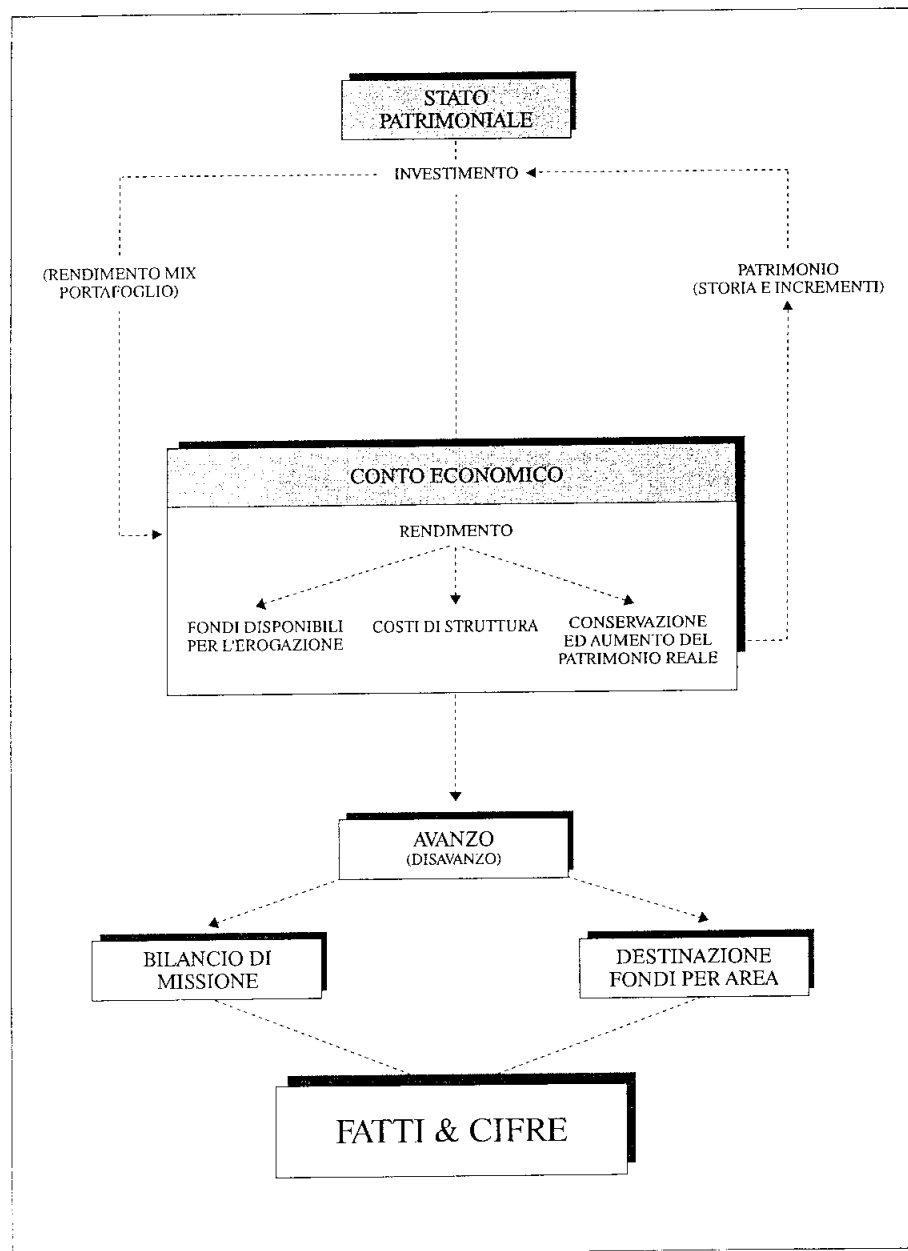 STATO
PATRIMONIALE
INVESTIMENTO
(RENDIMENTO MIX
PORTAFOGLIO)
PATRIMONIO
(STORIA E INCREMENTI)
CONTO ECONOMICO
RENDIMENTO
FONDI DISPONIBILI
PER L'EROGAZIONE
COSTI DI STRUTTURA
CONSERVAZIONE
ED AUMENTO DEL
PATRIMONIO REALE
AVANZO
(DISAVANZO)
BILANCIO DI
MISSIONE
DESTINAZIONE
FONDI PER AREA
FATTI & CIFRE